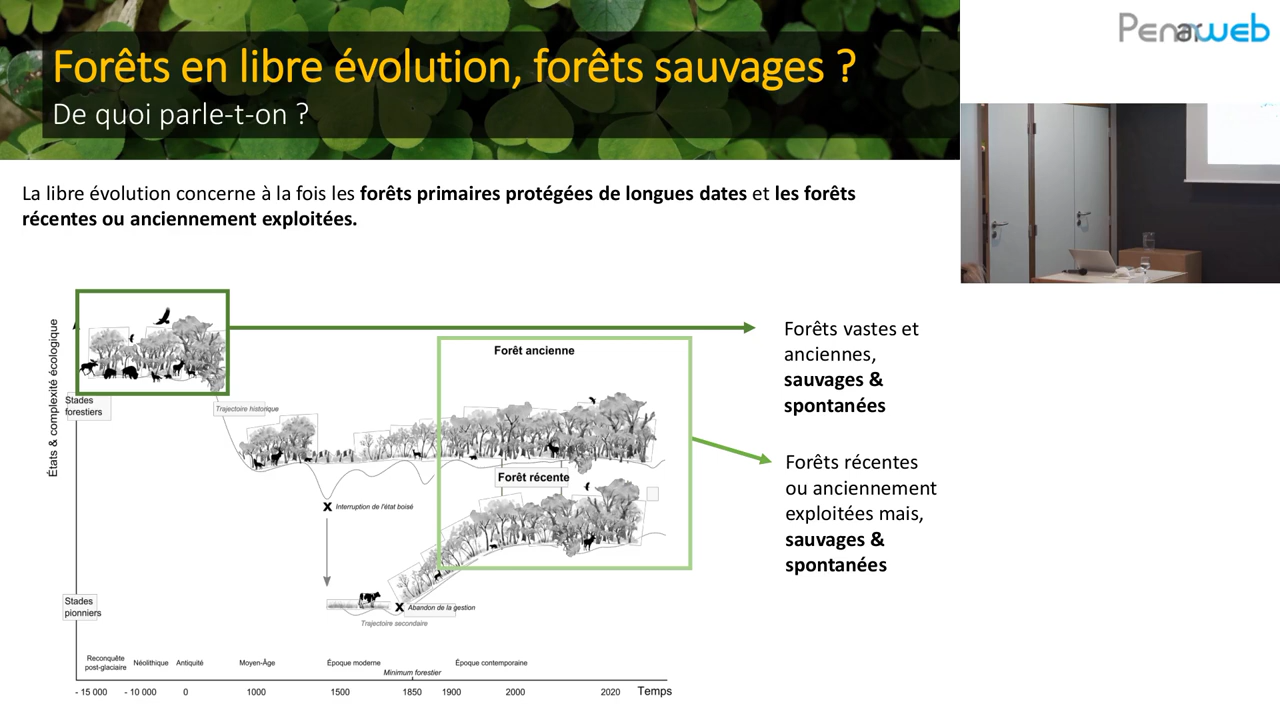 Forêts en libre évolution, forêts sauvages ?
De quoi parle-t-on ?
Penarweb
La libre évolution concerne à la fois les forêts primaires protégées de longues dates et les forêts
récentes ou anciennement exploitées.
États & complexité écologique
Stades
forestiers
Trajectoire historique
Forêt ancienne
Forêt récente
Interruption de l'état boisé
Stades
pionniers
Abandon de la gestion
Trajectoire secondaire
Forêts vastes et
anciennes,
sauvages &
spontanées
Forêts récentes
ou anciennement
exploitées mais,
sauvages &
spontanées
Reconquête
post-glaciaire
Néolithique
Antiquité
Moyen-Âge
Époque moderne
Époque contemporaine
Minimum forestier
- 15 000
- 10 000
0
1000
1500
1850
1900
2000
2020
Temps